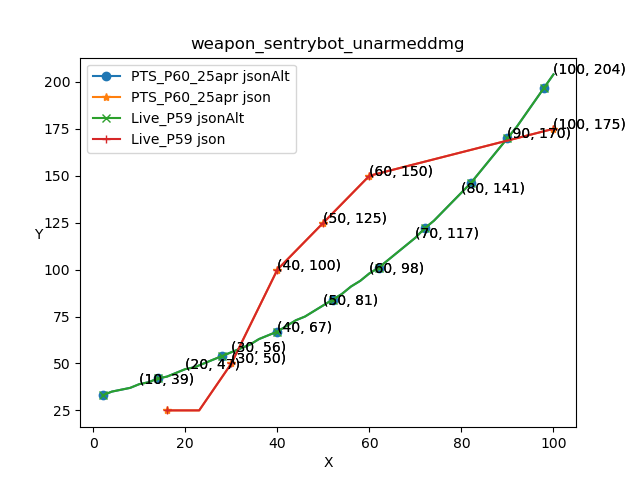 weapon_sentrybot_unarmeddmg
PTS_P60_25apr jsonAlt
PTS_P60_25apr json
Live_P59 jsonAlt
Live_P59 json
(100, 204)
(100, 175)
(90, 170)
(60, 150)
(80, 141)
(50, 125)
(70, 117)
(40, 100)
(60, 98)
(50, 81)
(40, 67)
(30, 56)
(30, 50)
(20, 47)
(10, 39)
200
175
150
125
100
75
50
25
Y
0 20 40 60 80 100
X